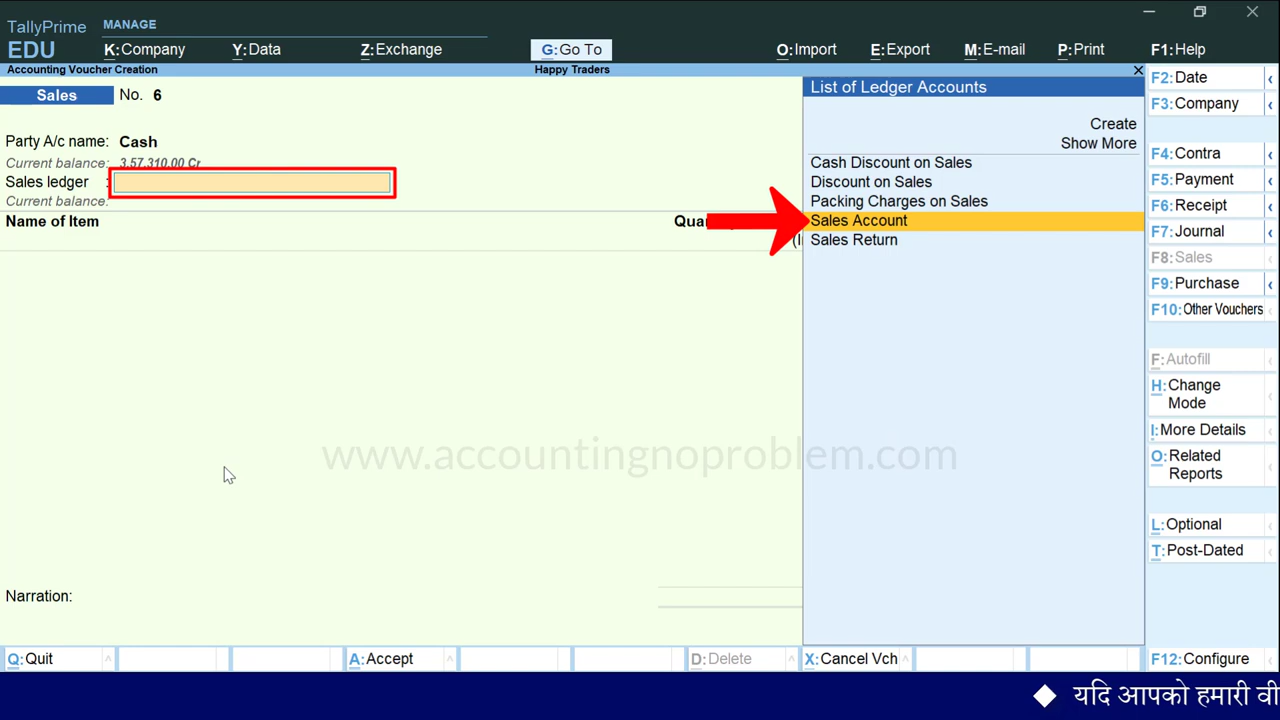 TallyPrime
EDU
MANAGE
K:Company Y:Data Z:Exchange G:Go To O:Import E:Export M:E-mail P:Print F1:Help
Accounting Voucher Creation Happy Traders
Sales No. 6
Party A/c name: Cash
Current balance: 3,57,310.00 Cr
Sales ledger :
Current balance:
Name of Item
List of Ledger Accounts
Create
Show More
Cash Discount on Sales
Discount on Sales
Packing Charges on Sales
Sales Account
Sales Return
F2:Date
F3:Company
F4:Contra
F5:Payment
F6:Receipt
F7:Journal
F8:Sales
F9:Purchase
F10:Other Vouchers
F:Autofill
H:Change
Mode
I:More Details
O:Related
Reports
L:Optional
T:Post-Dated
www.accountingnoproblem.com
Narration:
Q:Quit A:Accept D:Delete X:Cancel Vch F12:Configure
यदि आपको हमारी वी